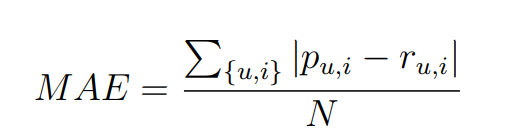 MAE = \frac{\sum_{\{u,i\}} |p_{u,i} - r_{u,i}|}{N}